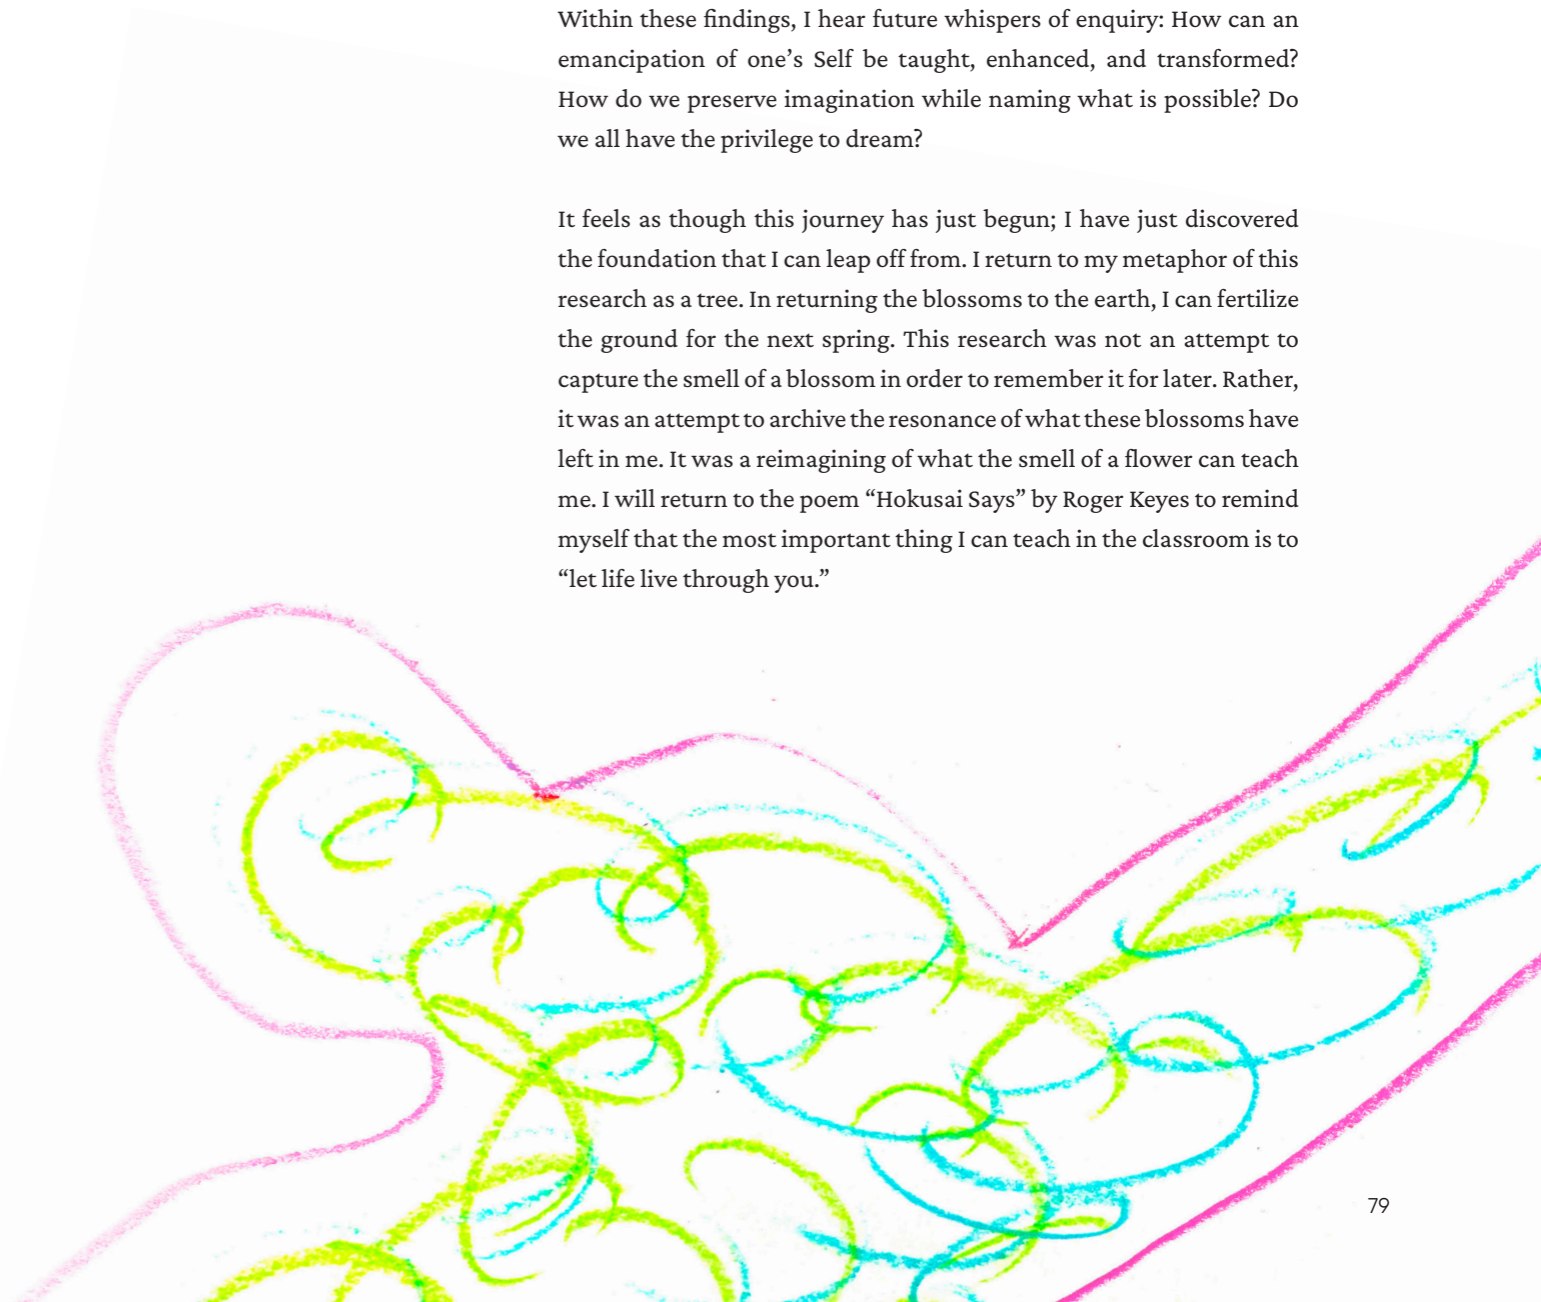 Within these findings, I hear future whispers of enquiry: How can an
emancipation of one’s Self be taught, enhanced, and transformed?
How do we preserve imagination while naming what is possible? Do
we all have the privilege to dream?
It feels as though this journey has just begun; I have just discovered
the foundation that I can leap off from. I return to my metaphor of this
research as a tree. In returning the blossoms to the earth, I can fertilize
the ground for the next spring. This research was not an attempt to
capture the smell of a blossom in order to remember it for later. Rather,
it was an attempt to archive the resonance of what these blossoms have
left in me. It was a reimagining of what the smell of a flower can teach
me. I will return to the poem “Hokusai Says” by Roger Keyes to remind
myself that the most important thing I can teach in the classroom is to
“let life live through you.”
79